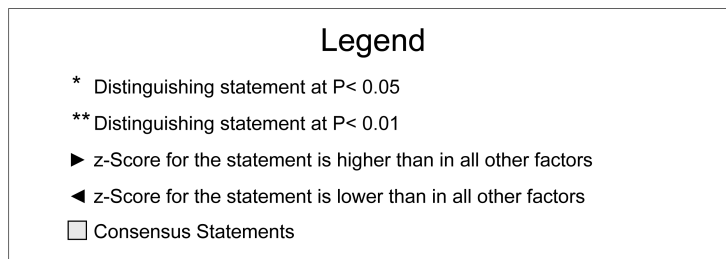 Legend
* Distinguishing statement at P< 0.05
** Distinguishing statement at P< 0.01
► z-Score for the statement is higher than in all other factors
◄ z-Score for the statement is lower than in all other factors
Consensus Statements